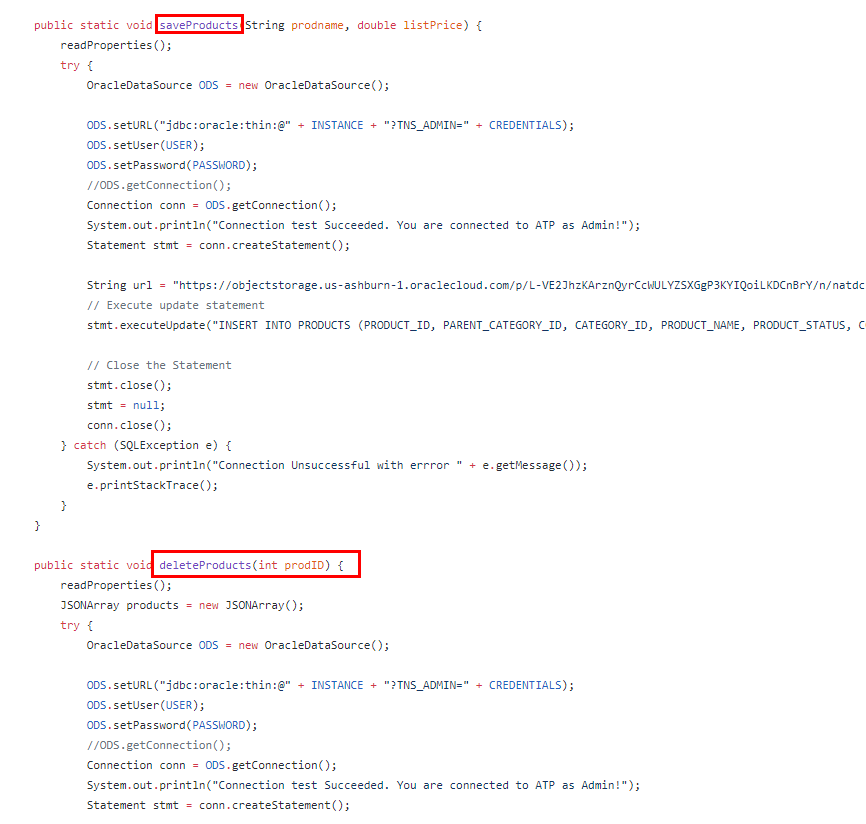 public static void saveProducts(String prodname, double listPrice) {
readProperties();
try {
OracleDataSource ODS = new OracleDataSource();
ODS.setURL("jdbc:oracle:thin:@" + INSTANCE + "?TNS_ADMIN=" + CREDENTIALS);
ODS.setUser(USER);
ODS.setPassword(PASSWORD);
//ODS.getConnection();
Connection conn = ODS.getConnection();
System.out.println("Connection test Succeeded. You are connected to ATP as Admin!");
Statement stmt = conn.createStatement();
String url = "https://objectstorage.us-ashburn-1.oraclecloud.com/p/L-VE2JhzKArznQyrCcWULYZSXGgP3KYIQoiLKDCnBrY/n/natdc
// Execute update statement
stmt.executeUpdate("INSERT INTO PRODUCTS (PRODUCT_ID, PARENT_CATEGORY_ID, CATEGORY_ID, PRODUCT_NAME, PRODUCT_STATUS, C
// Close the Statement
stmt.close();
stmt = null;
conn.close();
} catch (SQLException e) {
System.out.println("Connection Unsuccessful with errror " + e.getMessage());
e.printStackTrace();
}
}
public static void deleteProducts(int prodID) {
readProperties();
JSONArray products = new JSONArray();
try {
OracleDataSource ODS = new OracleDataSource();
ODS.setURL("jdbc:oracle:thin:@" + INSTANCE + "?TNS_ADMIN=" + CREDENTIALS);
ODS.setUser(USER);
ODS.setPassword(PASSWORD);
//ODS.getConnection();
Connection conn = ODS.getConnection();
System.out.println("Connection test Succeeded. You are connected to ATP as Admin!");
Statement stmt = conn.createStatement();